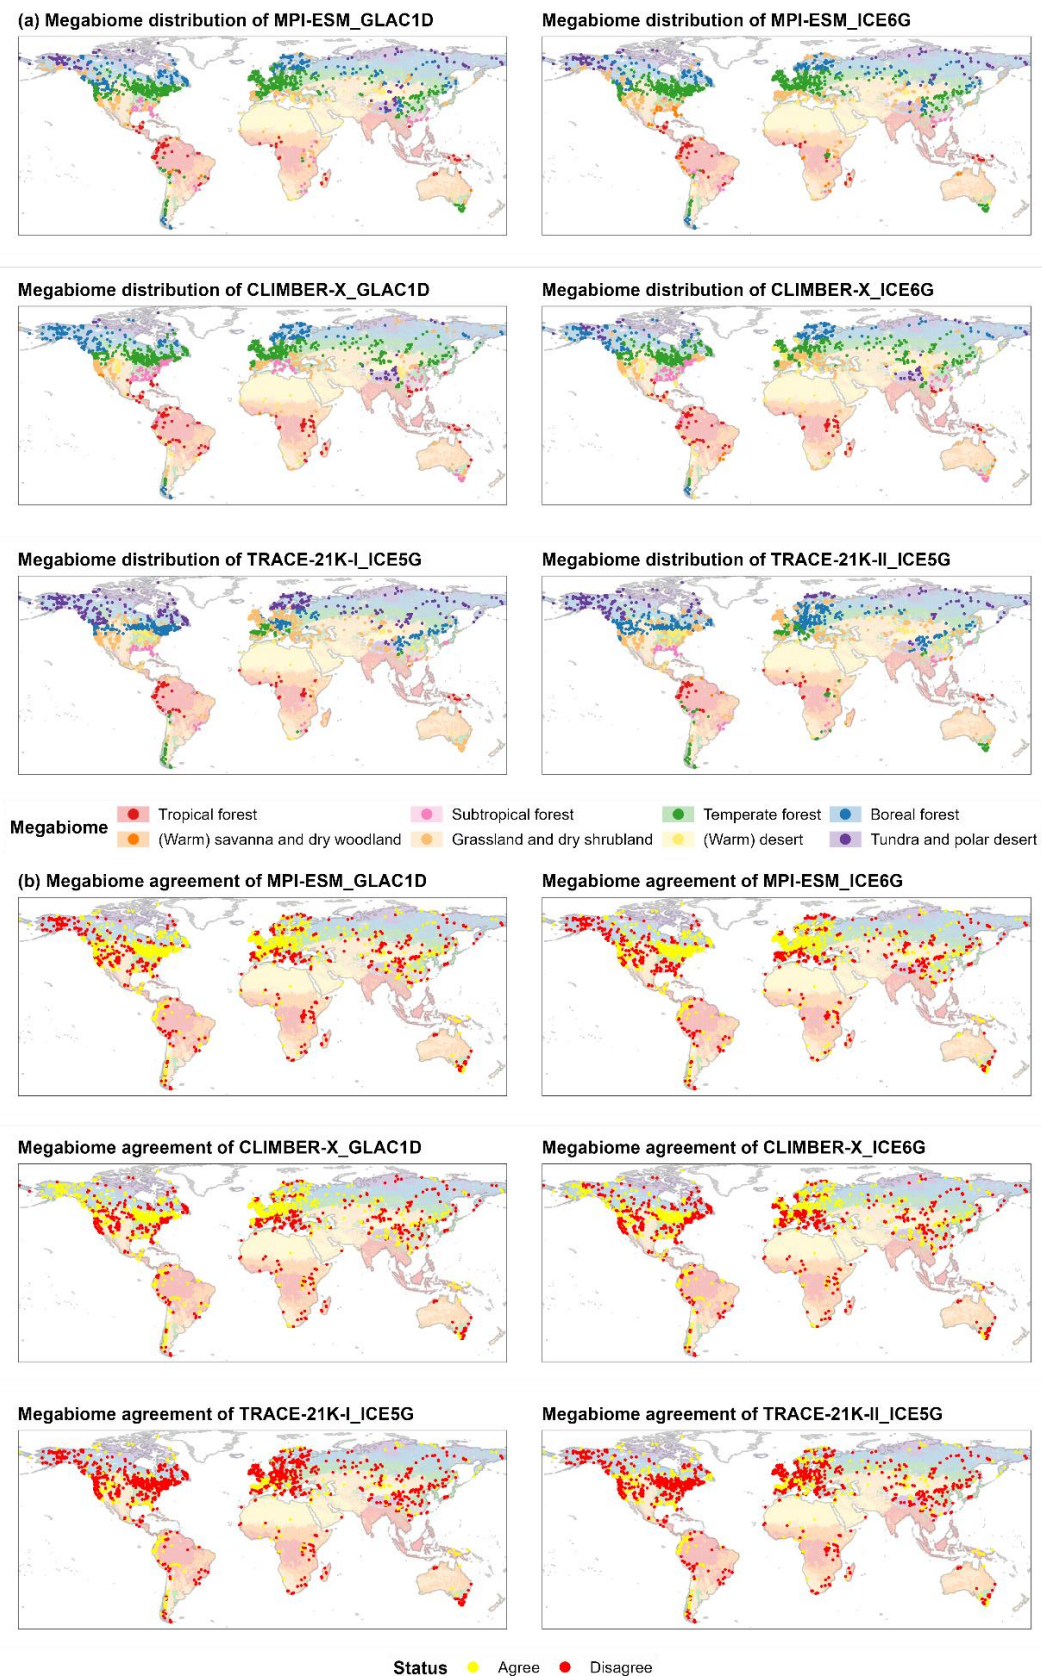 (a) Megabiome distribution of MPI-ESM_GLAC1D
Megabiome distribution of MPI-ESM_ICE6G
Megabiome distribution of CLIMBER-X_GLAC1D
Megabiome distribution of CLIMBER-X_ICE6G
Megabiome distribution of TRACE-21K-I_ICE5G
Megabiome distribution of TRACE-21K-II_ICE5G
Megabiome
Tropical forest
Subtropical forest
Temperate forest
Boreal forest
(Warm) savanna and dry woodland
Grassland and dry shrubland
(Warm) desert
Tundra and polar desert
(b) Megabiome agreement of MPI-ESM_GLAC1D
Megabiome agreement of MPI-ESM_ICE6G
Megabiome agreement of CLIMBER-X_GLAC1D
Megabiome agreement of CLIMBER-X_ICE6G
Megabiome agreement of TRACE-21K-I_ICE5G
Megabiome agreement of TRACE-21K-II_ICE5G
Status
Agree
Disagree